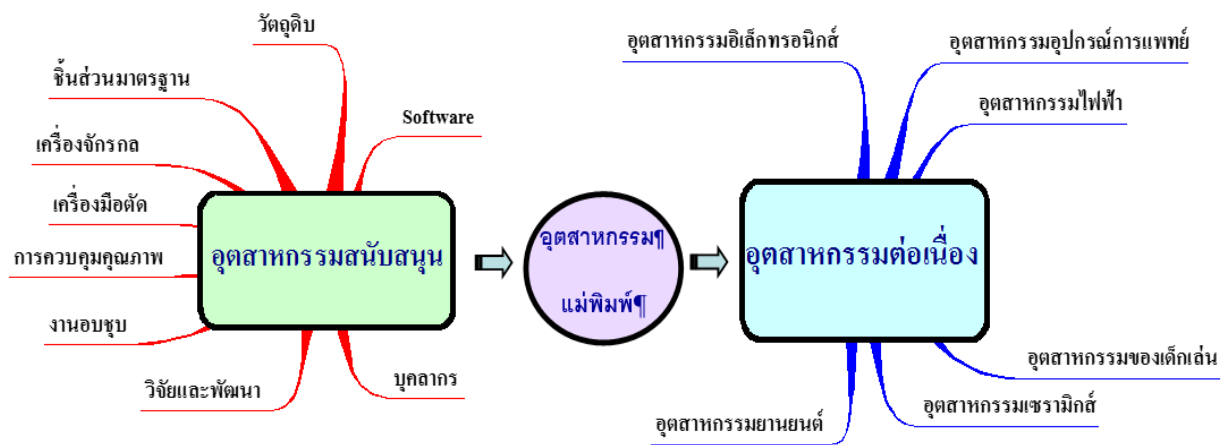 วัตถุดิบ
ชิ้นส่วนมาตรฐาน
Software
เครื่องจักรกล
เครื่องมือตัด
การควบคุมคุณภาพ
งานอบชุบ
วิจัยและพัฒนา
บุคลากร
อุตสาหกรรมสนับสนุน
อุตสาหกรรม¶
แม่พิมพ์¶
อุตสาหกรรมต่อเนื่อง
อุตสาหกรรมอิเล็กทรอนิกส์
อุตสาหกรรมอุปกรณ์การแพทย์
อุตสาหกรรมไฟฟ้า
อุตสาหกรรมของเด็กเล่น
อุตสาหกรรมเซรามิกส์
อุตสาหกรรมยานยนต์